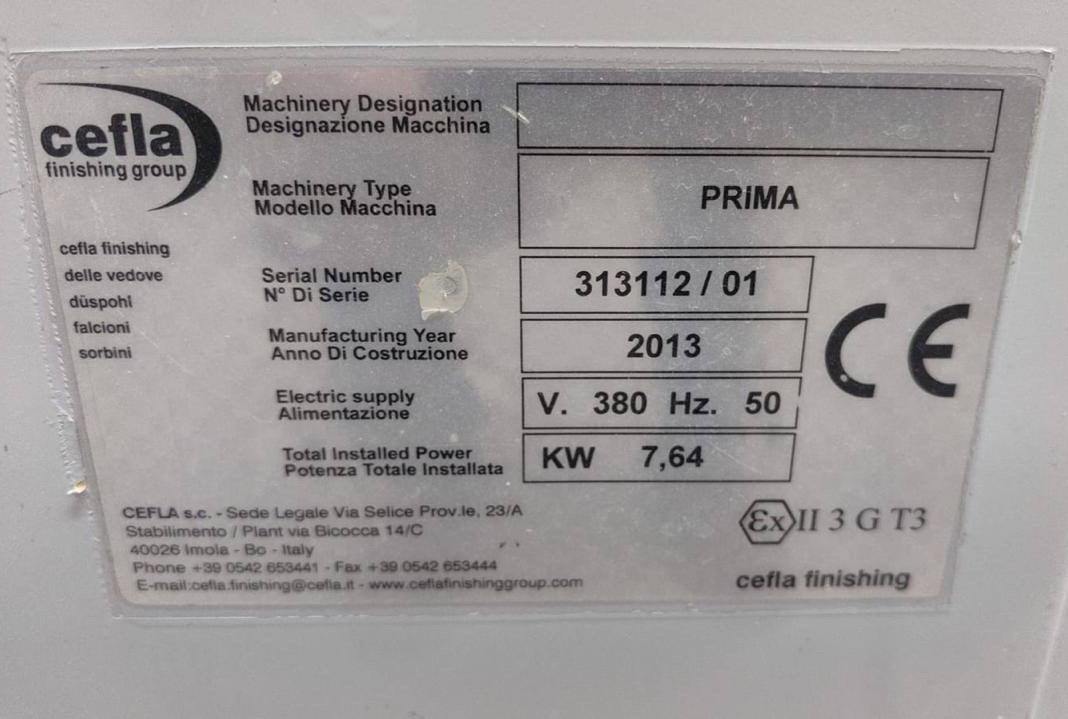 cefla
finishing group
cefla finishing
delle vedove
düspohl
falcioni
sorbini
Machinery Designation
Designazione Macchina
Machinery Type
Modello Macchina
PRIMA
Serial Number
N° Di Serie
313112 / 01
Manufacturing Year
Anno Di Costruzione
2013
Electric supply
Alimentazione
V. 380 Hz. 50
Total Installed Power
Potenza Totale Installata
KW 7,64
CE
CEFLA s.c. - Sede Legale Via Selice Prov.le, 23/A
Stabilimento / Plant via Bicocca 14/C
40026 Imola - Bo - Italy
Phone +39 0542 653441 - Fax +39 0542 653444
E-mail:cefla.finishing@cefla.it - www.ceflafinishinggroup.com
Ex II 3 G T3
cefla finishing